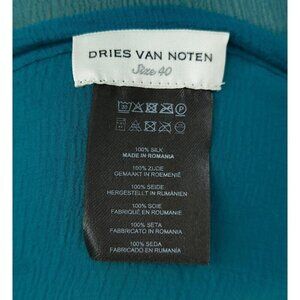 DRIES VAN NOTEN
Size 40
100% SILK
MADE IN ROMANIA
100% ZIJDE
GEMAAKT IN ROEMENIË
100% SEIDE
HERGESTELLT IN RUMÄNIEN
100% SOIE
FABRIQUÉ EN ROUMANIE
100% SETA
FABBRICATO IN ROMANIA
100% SEDA
FABRICADO EN RUMANÍA